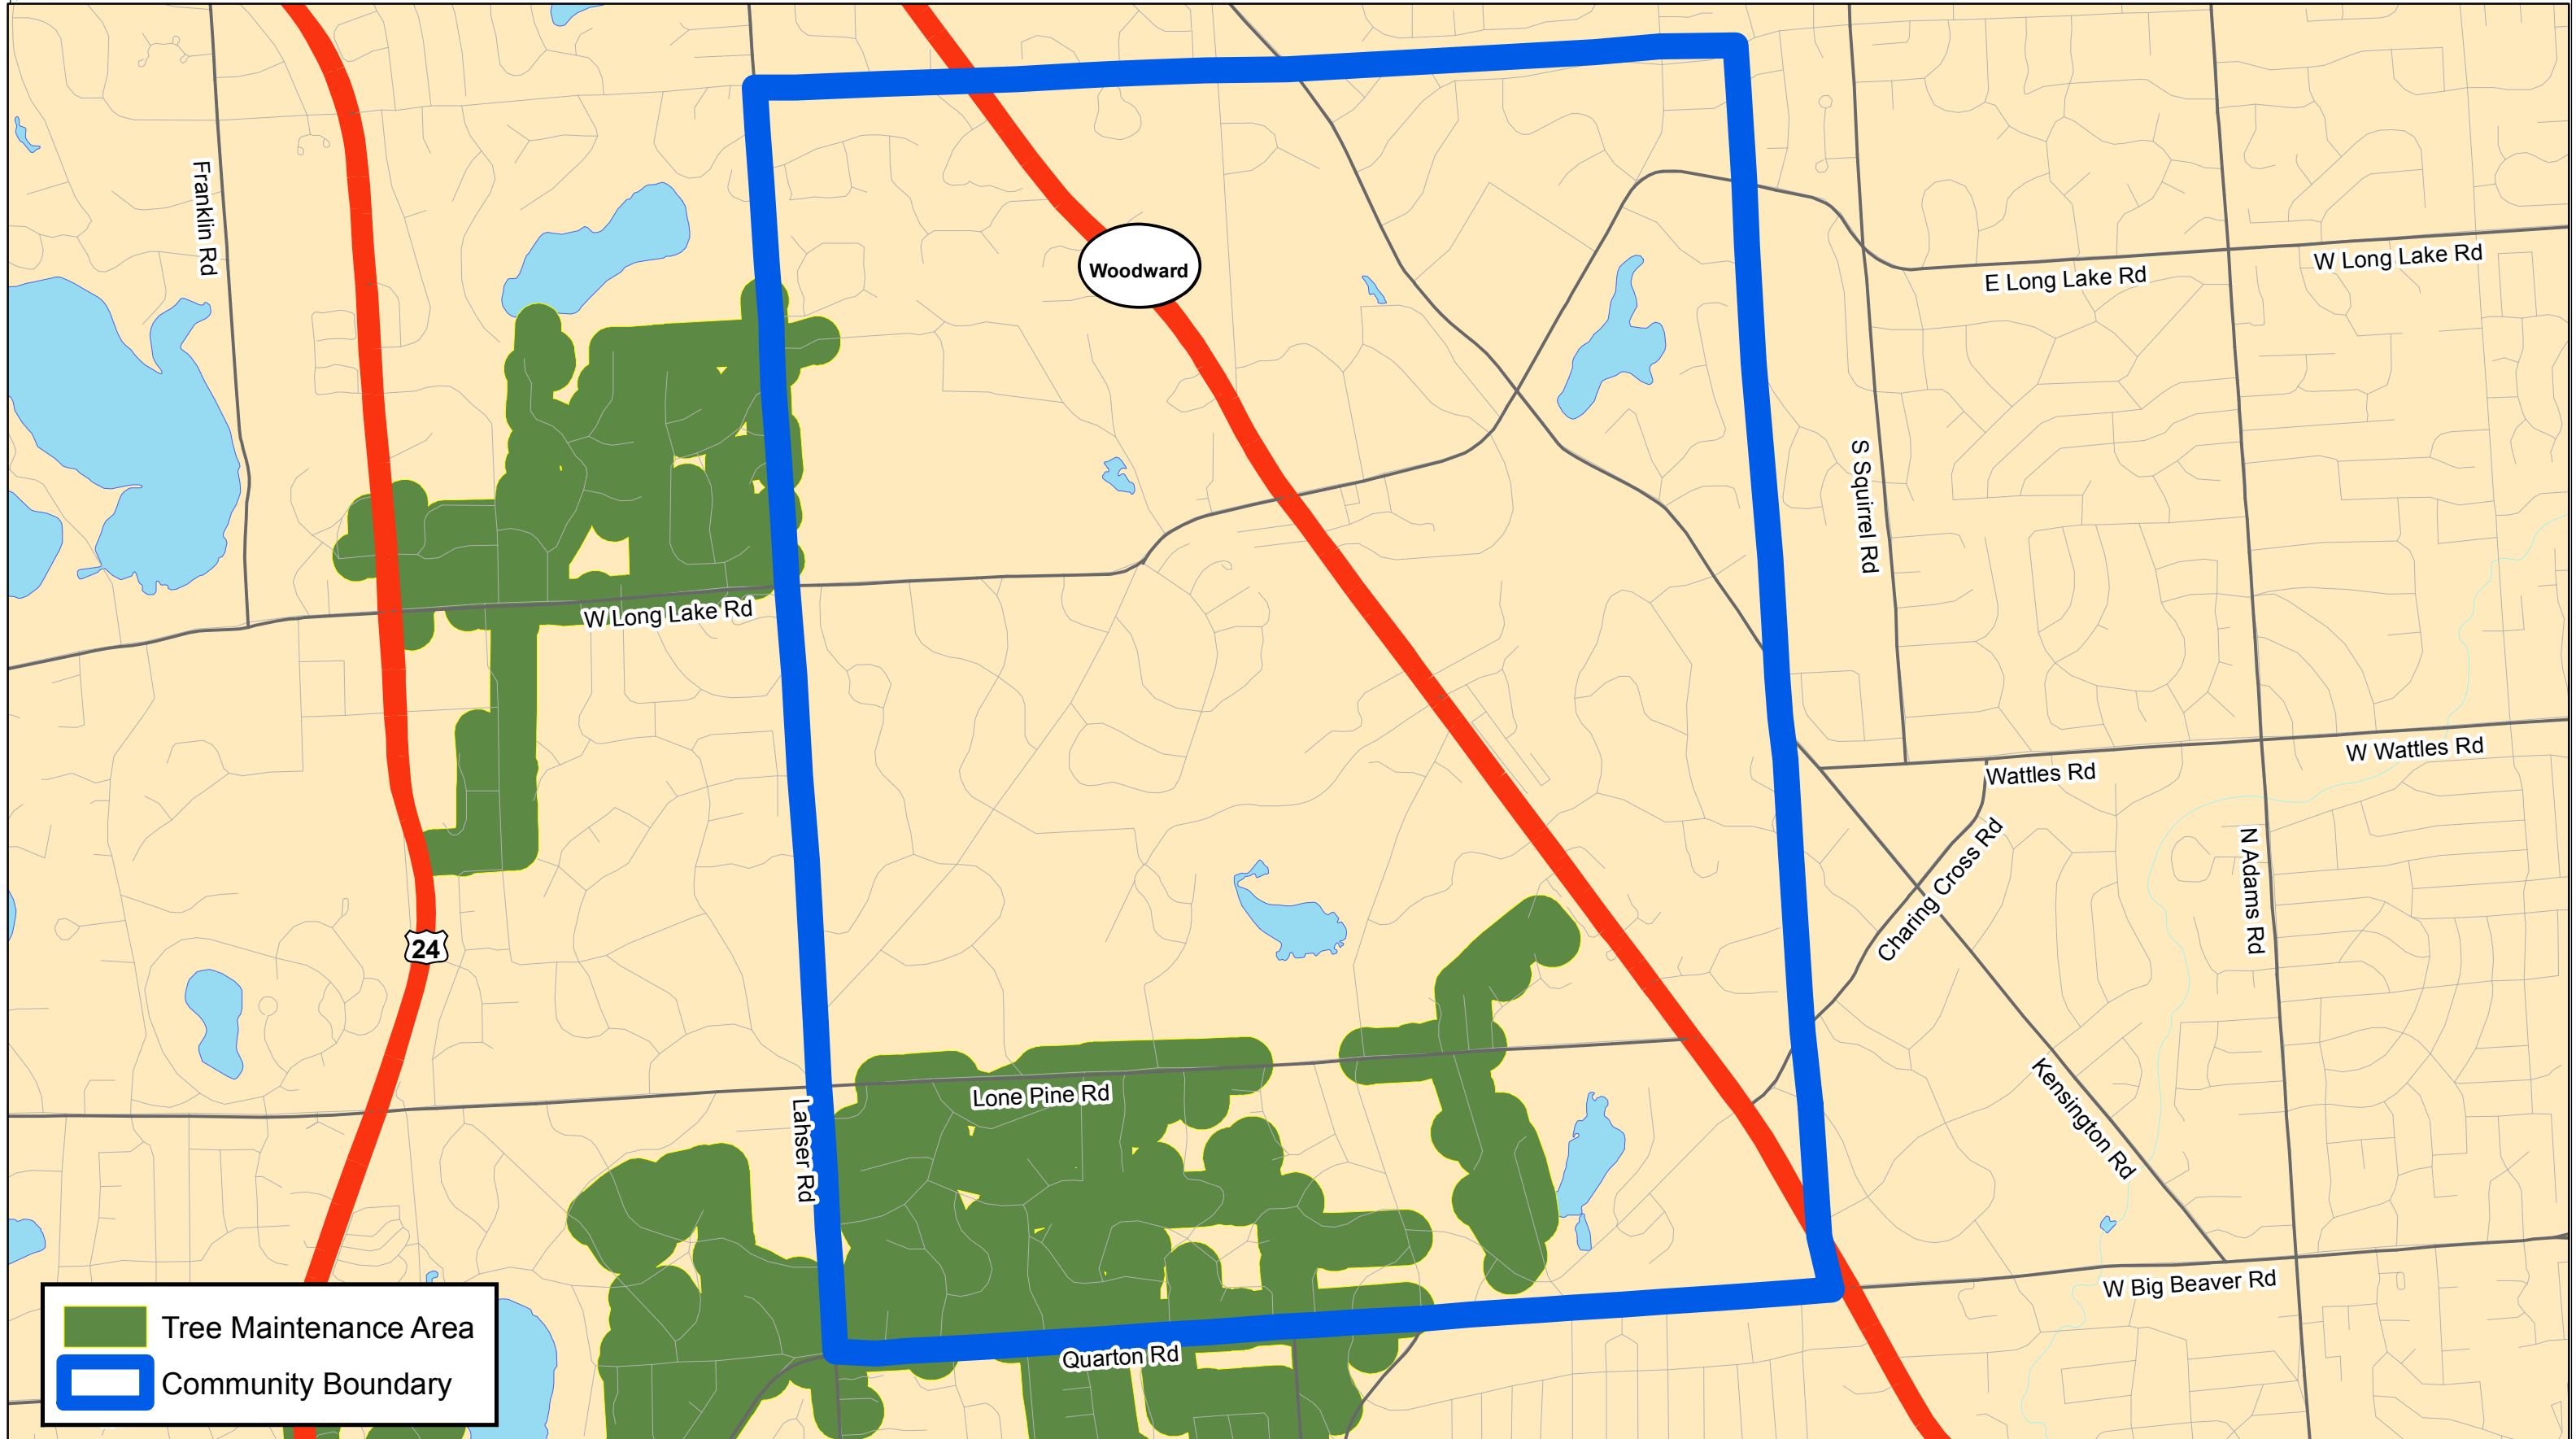 Franklin Rd
Woodward
W Long Lake Rd
E Long Lake Rd
S Squirrel Rd
W Long Lake Rd
W Wattles Rd
Wattles Rd
Charing Cross Rd
N Adams Rd
24
Lone Pine Rd
Lahser Rd
Kensington Rd
W Big Beaver Rd
Quarton Rd
Tree Maintenance Area
Community Boundary